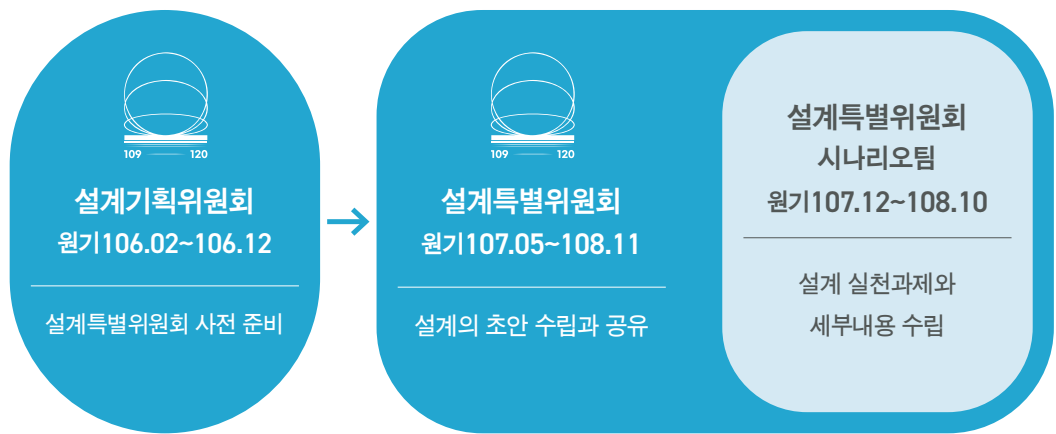 109 120
설계기획위원회
원기106.02~106.12
설계특별위원회 사전 준비
109 120
설계특별위원회
원기107.05~108.11
설계의 초안 수립과 공유
설계특별위원회
시나리오팀
원기107.12~108.10
설계 실천과제와
세부내용 수립